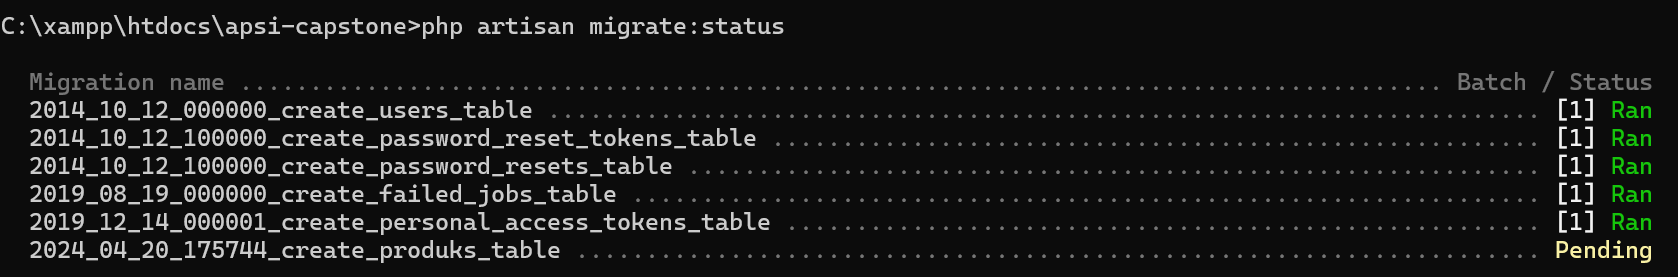 C:\xampp\htdocs\apsi-capstone>php artisan migrate:status
Migration name ...................................................................................... Batch / Status
2014_10_12_000000_create_users_table ....................................................................... [1] Ran
2014_10_12_100000_create_password_reset_tokens_table ....................................................... [1] Ran
2014_10_12_100000_create_password_resets_table ............................................................. [1] Ran
2019_08_19_000000_create_failed_jobs_table ................................................................. [1] Ran
2019_12_14_000001_create_personal_access_tokens_table ...................................................... [1] Ran
2024_04_20_175744_create_produks_table ..................................................................... Pending